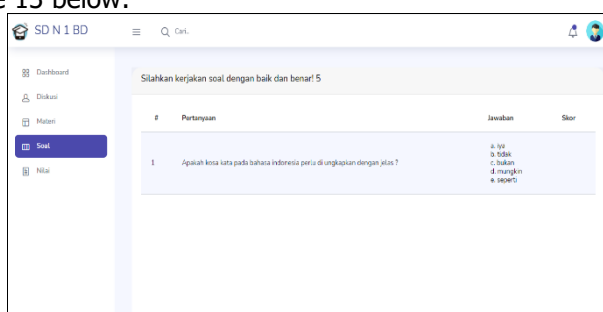 e 15 below:
SD N 1 BD
Cari..
Dashboard
Diskusi
Materi
Soal
Nilai
Silahkan kerjakan soal dengan baik dan benar! 5
# Pertanyaan Jawaban Skor
1 Apakah kosa kata pada bahasa indonesia perlu di ungkapkan dengan jelas ?
a. iya
b. tidak
c. bukan
d. mungkin
e. seperti